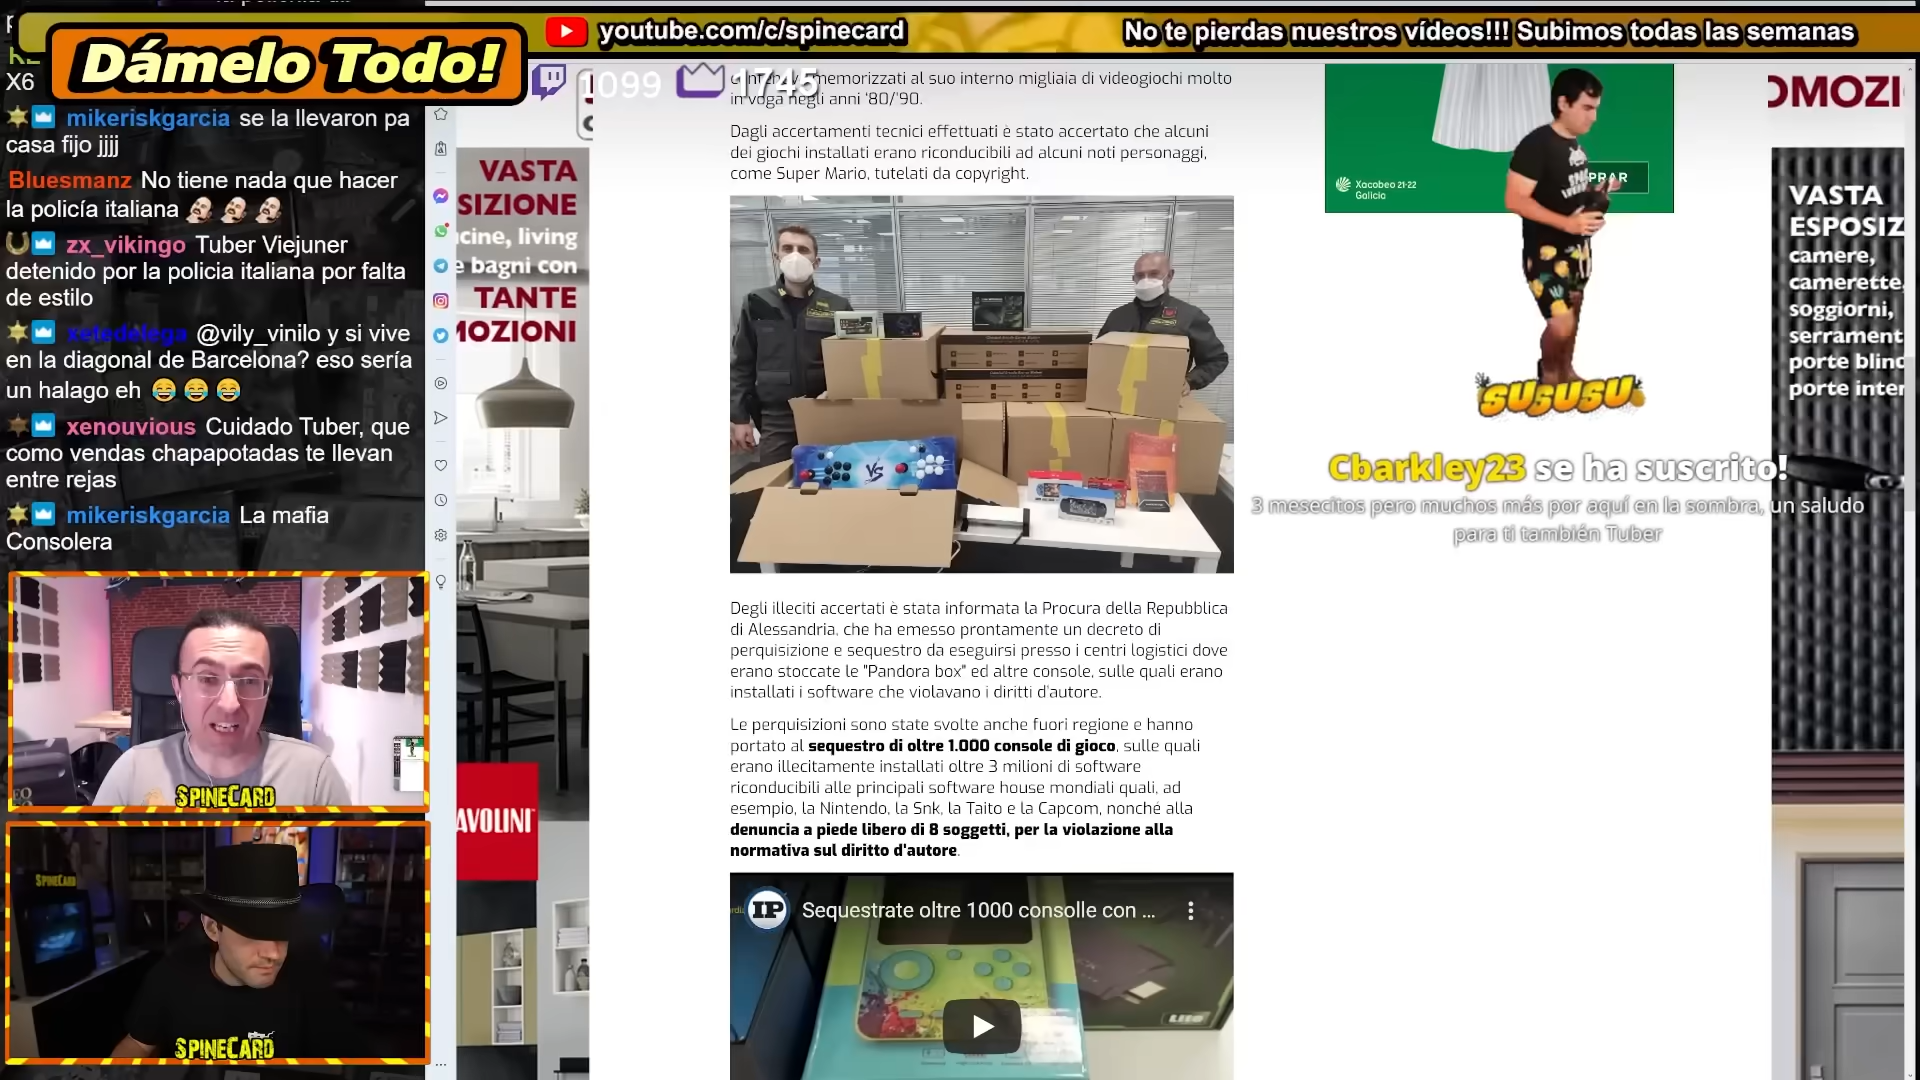 Dámelo Todo!
youtube.com/c/spinecard
No te pierdas nuestros vídeos!!! Subimos todas las semanas
1099
1745
X6
mikeriskgarcia se la llevaron pa
casa fijo jjjj
Bluesmanz No tiene nada que hacer
la policía italiana
zx_vikingo Tuber Viejuner
detenido por la policia italiana por falta
de estilo
xetedelega @vily_vinilo y si vive
en la diagonal de Barcelona? eso sería
un halago eh 😂 😂 😂
xenouvious Cuidado Tuber, que
como vendas chapapotadas te llevan
entre rejas
mikeriskgarcia La mafia
Consolera
SPINECARD
SPINECARD
SPINECARD
VASTA
SIZIONE
cine, living
e bagni con
TANTE
MOZIONI
AVOLINI
memorizzati al suo interno migliaia di videogiochi molto
in voga negli anni '80/'90.
Dagli accertamenti tecnici effettuati è stato accertato che alcuni
dei giochi installati erano riconducibili ad alcuni noti personaggi,
come Super Mario, tutelati da copyright.
VS
Degli illeciti accertati è stata informata la Procura della Repubblica
di Alessandria, che ha emesso prontamente un decreto di
perquisizione e sequestro da eseguirsi presso i centri logistici dove
erano stoccate le "Pandora box" ed altre console, sulle quali erano
installati i software che violavano i diritti d'autore.
Le perquisizioni sono state svolte anche fuori regione e hanno
portato al sequestro di oltre 1.000 console di gioco, sulle quali
erano illecitamente installati oltre 3 milioni di software
riconducibili alle principali software house mondiali quali, ad
esempio, la Nintendo, la Snk, la Taito e la Capcom, nonché alla
denuncia a piede libero di 8 soggetti, per la violazione alla
normativa sul diritto d'autore.
IP
Sequestrate oltre 1000 consolle con ...
LITE
Xacobeo 21·22
Galicia
PRAR
SUSUSU
Cbarkley23 se ha suscrito!
3 mesecitos pero muchos más por aquí en la sombra, un saludo
para ti también Tuber
OMOZI
VASTA
ESPOSIZ
camere,
camerette,
soggiorni,
serrament
porte blind
porte inter